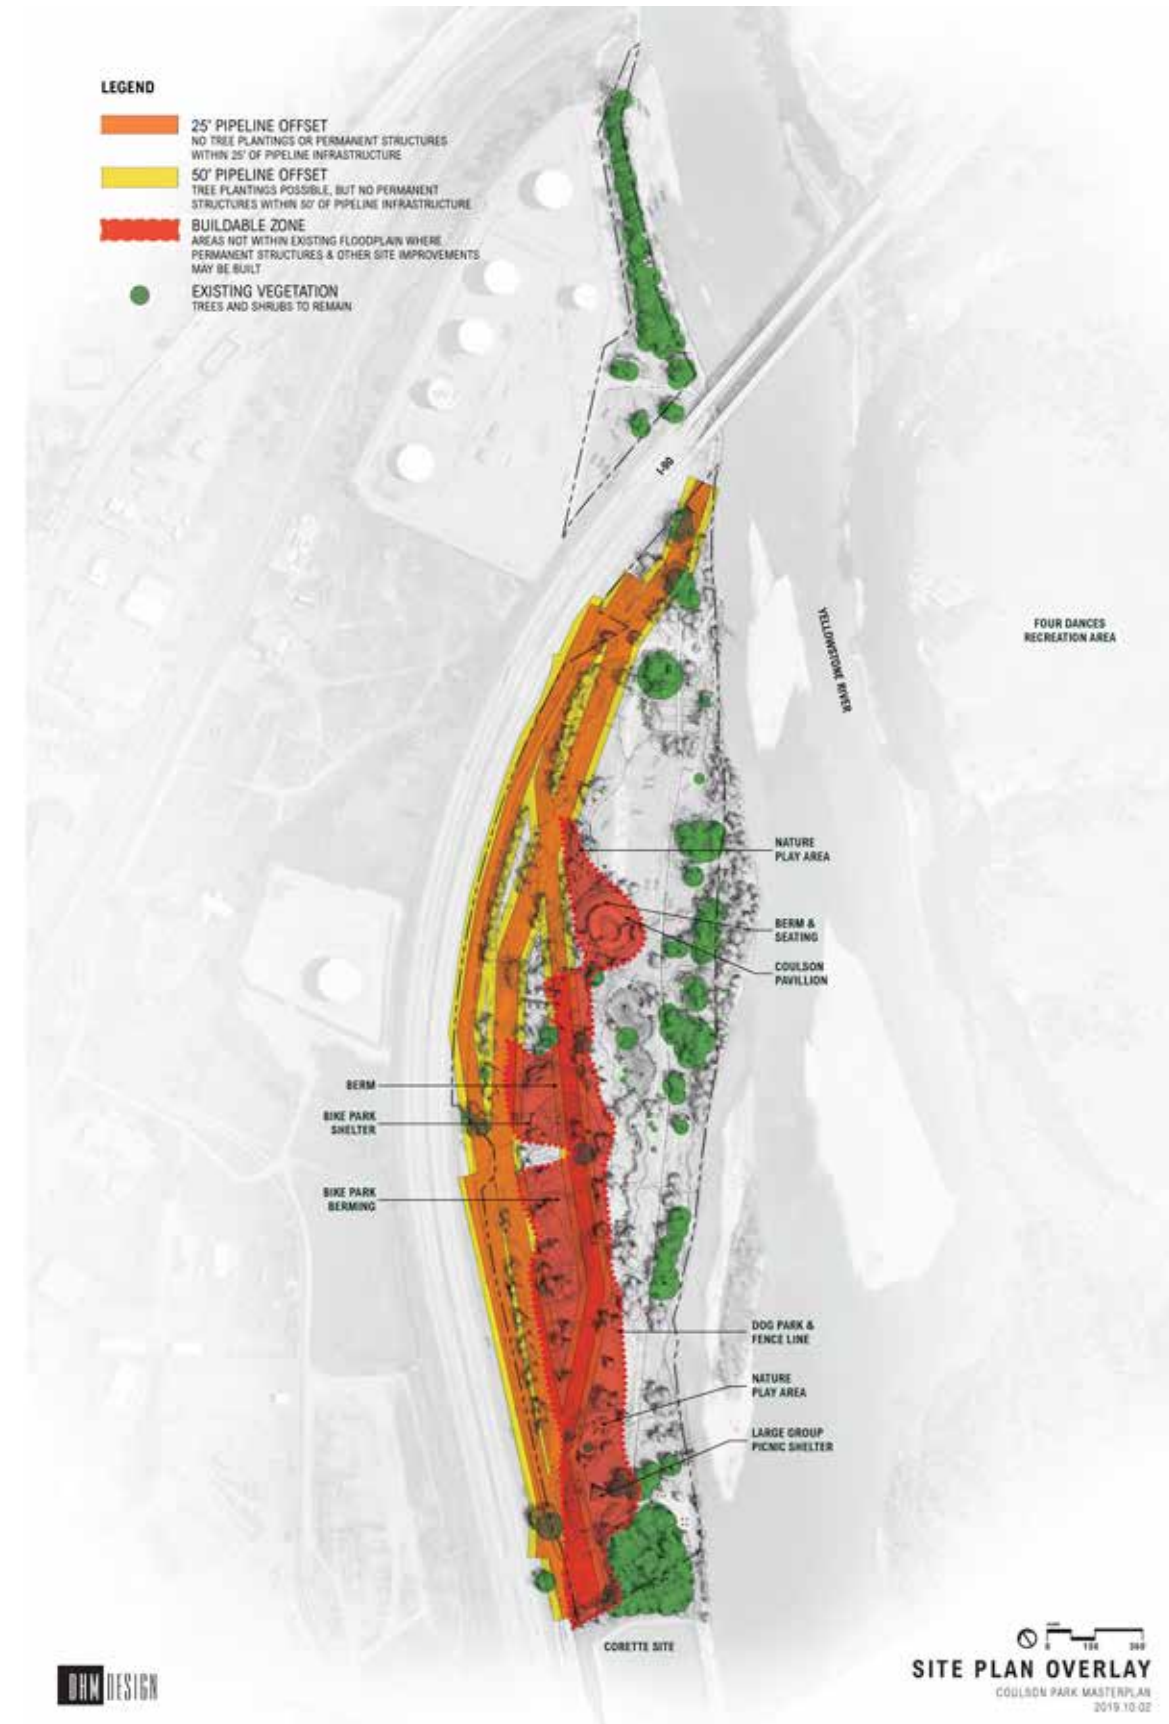 LEGEND
25' PIPELINE OFFSET
NO TREE PLANTINGS OR PERMANENT STRUCTURES
WITHIN 25' OF PIPELINE INFRASTRUCTURE
50' PIPELINE OFFSET
TREE PLANTINGS POSSIBLE, BUT NO PERMANENT
STRUCTURES WITHIN 50' OF PIPELINE INFRASTRUCTURE
BUILDABLE ZONE
AREAS NOT WITHIN EXISTING FLOODPLAIN WHERE
PERMANENT STRUCTURES & OTHER SITE IMPROVEMENTS
MAY BE BUILT
EXISTING VEGETATION
TREES AND SHRUBS TO REMAIN
I-90
YELLOWSTONE RIVER
FOUR DANCES
RECREATION AREA
NATURE
PLAY AREA
BERM &
SEATING
COULSON
PAVILLION
BERM
BIKE PARK
SHELTER
BIKE PARK
BERMING
DOG PARK &
FENCE LINE
NATURE
PLAY AREA
LARGE GROUP
PICNIC SHELTER
CORETTE SITE
DHM DESIGN
0
SITE PLAN OVERLAY
COULSON PARK MASTERPLAN
2019.10.02